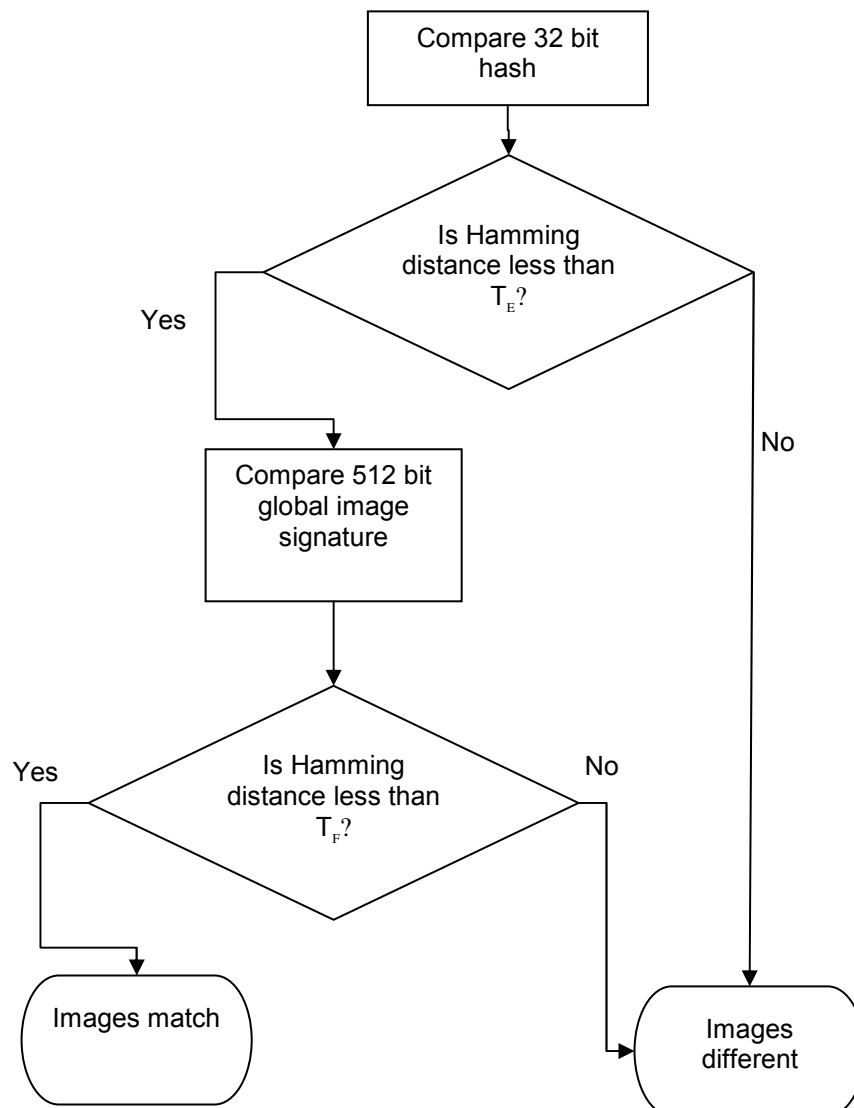 Compare 32 bit
hash
Is Hamming
distance less than
T_E?
Yes
No
Compare 512 bit
global image
signature
Yes
Is Hamming
distance less than
T_F?
No
Images match
Images
different